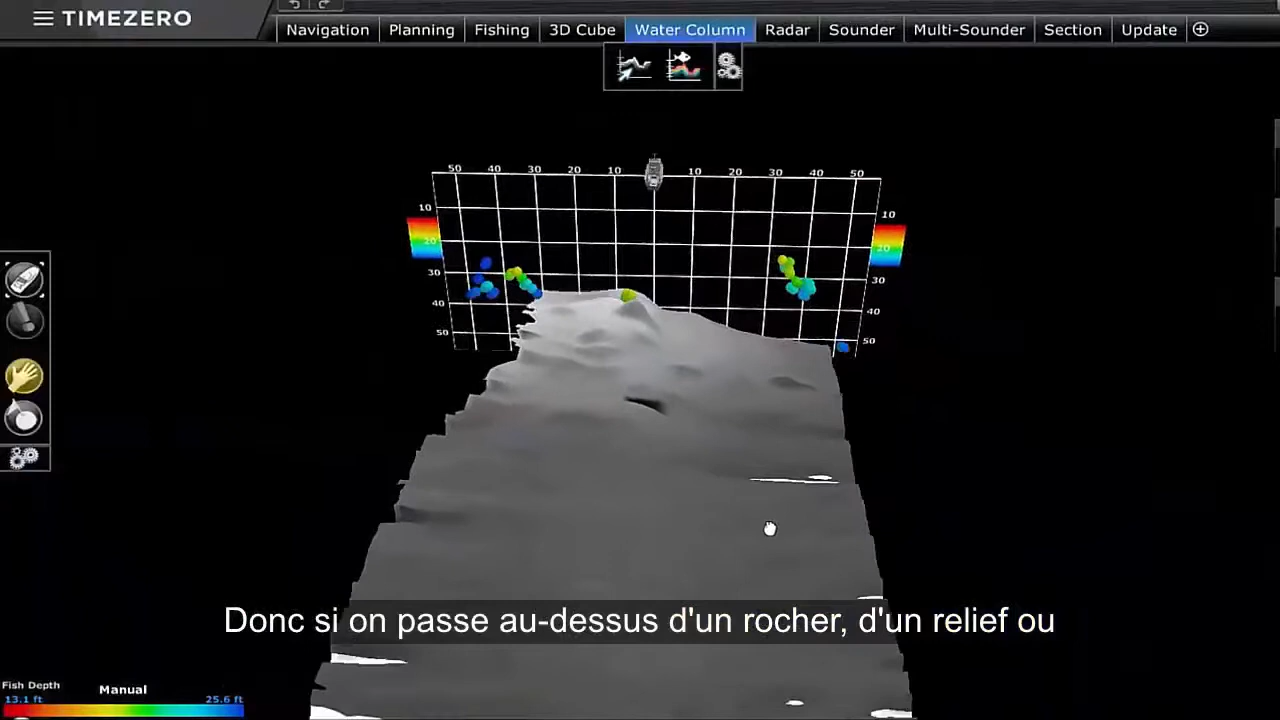 TIMEZERO
Navigation Planning Fishing 3D Cube Water Column Radar Sounder Multi-Sounder Section Update
50 40 30 20 10 10 20 30 40 50
10 10
20 20
30 30
40 40
50 50
Donc si on passe au-dessus d'un rocher, d'un relief ou
Fish Depth Manual
13.1 ft 25.6 ft